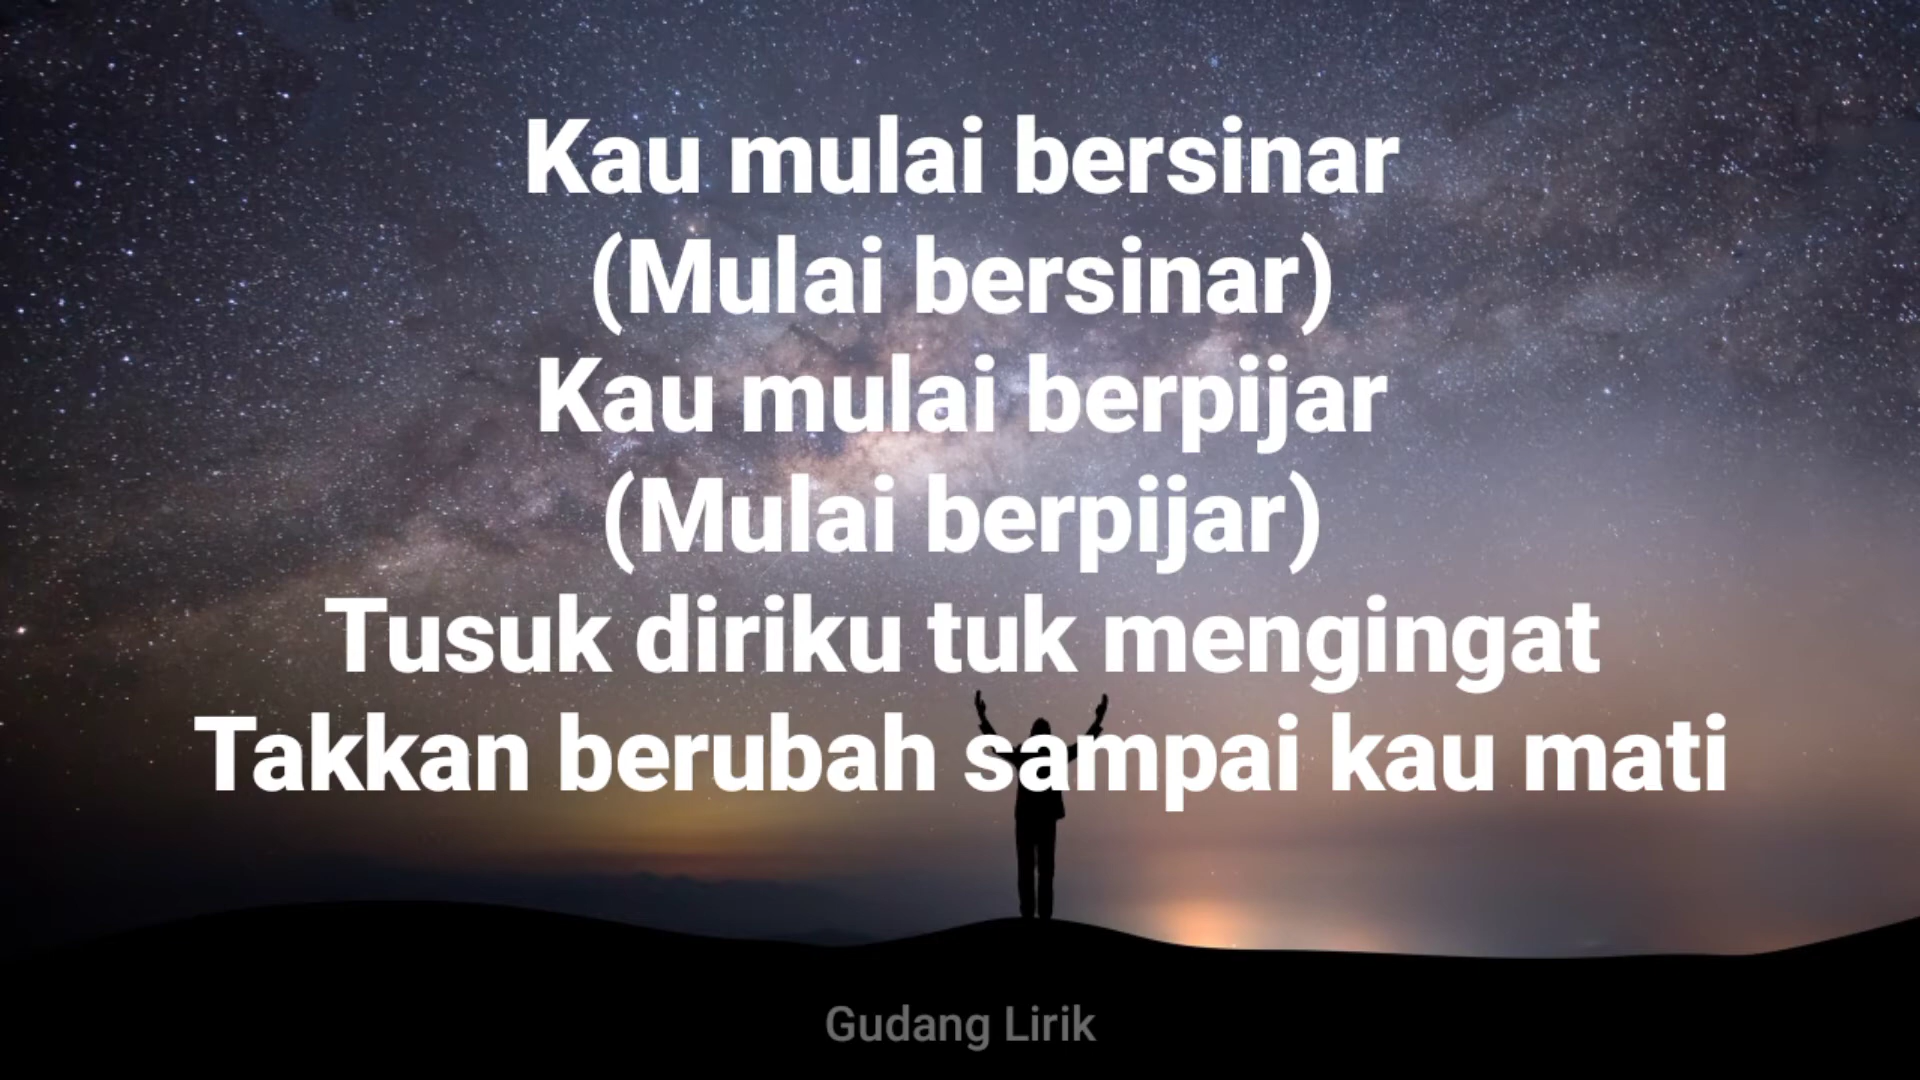 Kau mulai bersinar
(Mulai bersinar)
Kau mulai berpijar
(Mulai berpijar)
Tusuk diriku tuk mengingat
Takkan berubah sampai kau mati
Gudang Lirik